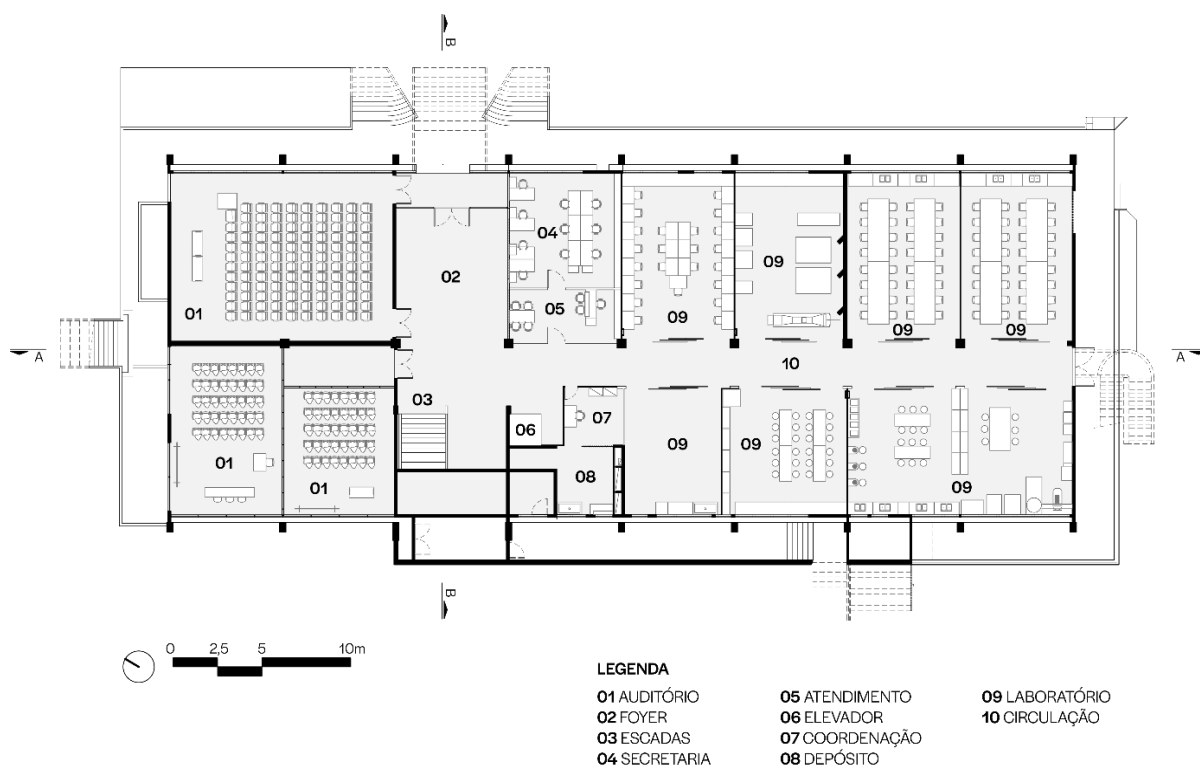 B
01
02
04
05
09
09
09
09
A
10
A
03
06
07
09
09
01
01
08
09
B
0 2,5 5 10m
LEGENDA
01 AUDITÓRIO
02 FOYER
03 ESCADAS
04 SECRETARIA
05 ATENDIMENTO
06 ELEVADOR
07 COORDENAÇÃO
08 DEPÓSITO
09 LABORATÓRIO
10 CIRCULAÇÃO